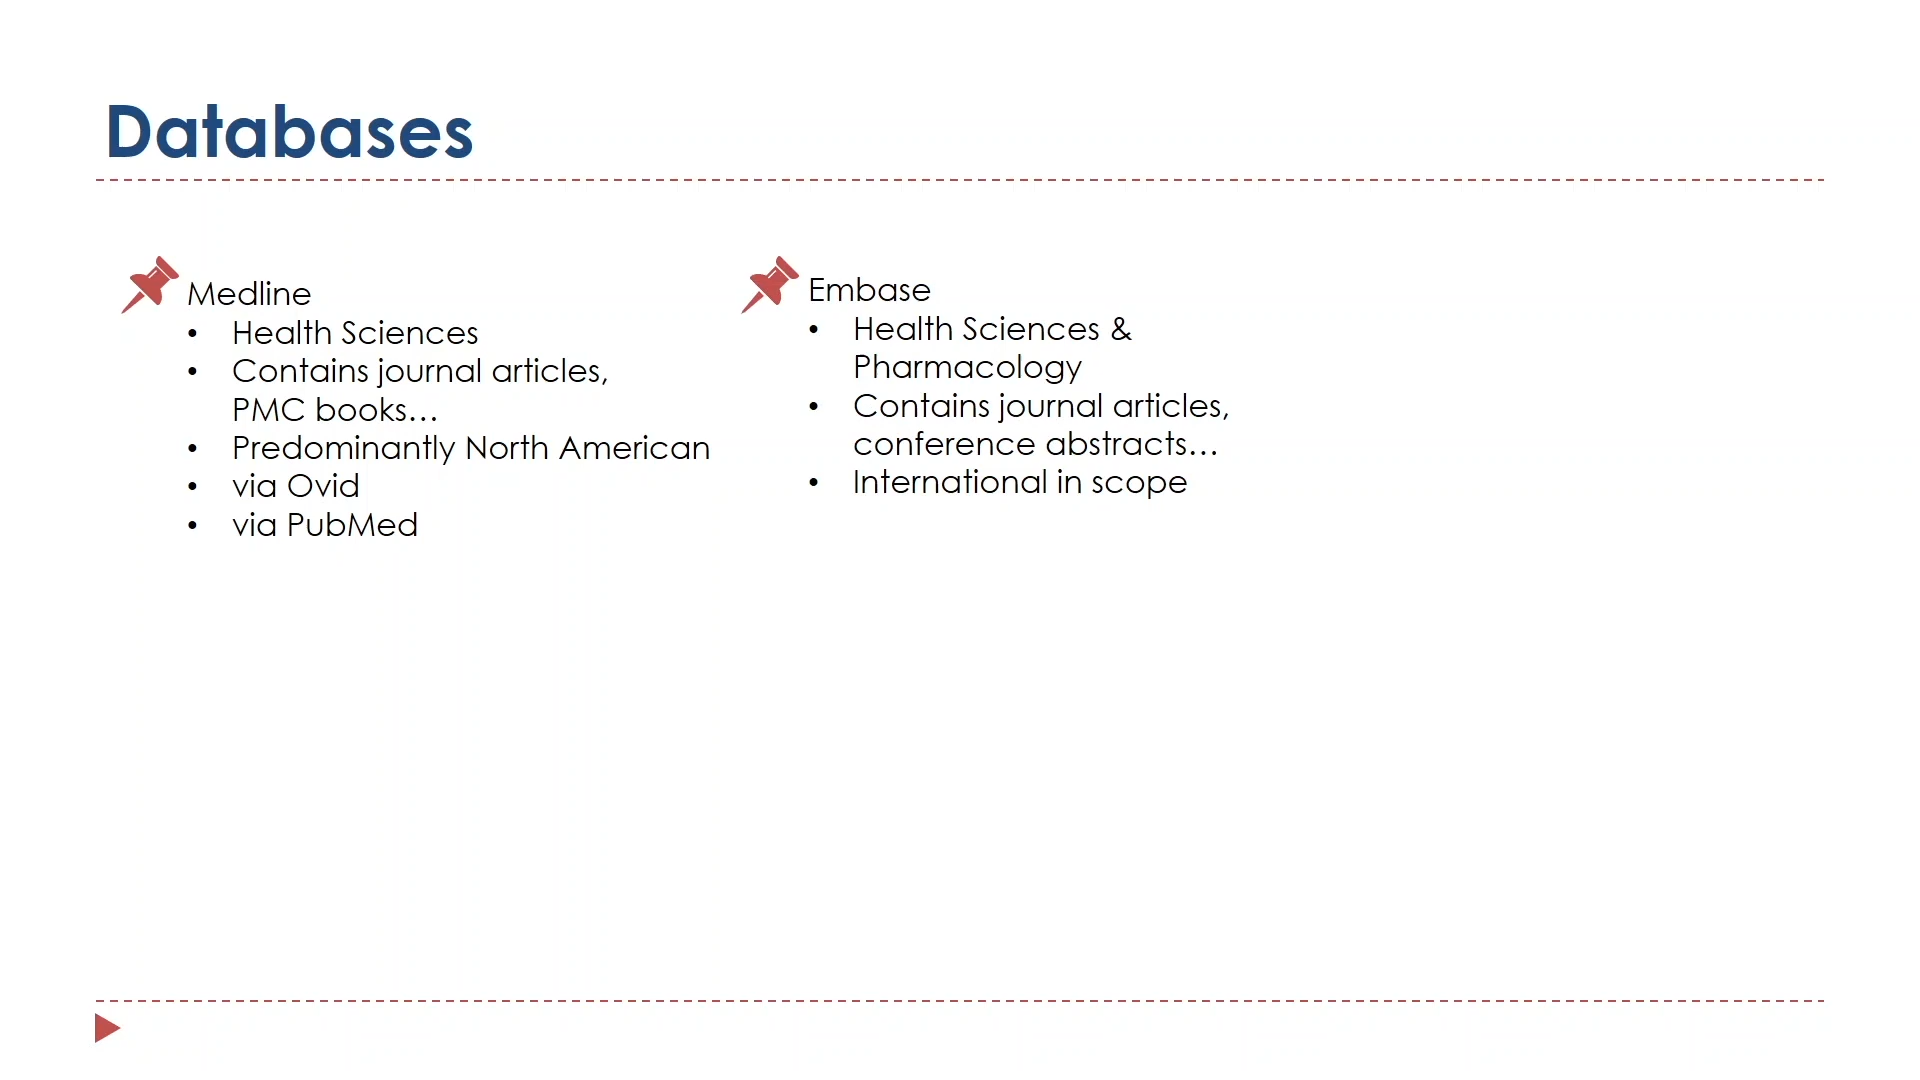 Databases
Medline
• Health Sciences
• Contains journal articles,
PMC books…
• Predominantly North American
• via Ovid
• via PubMed
Embase
• Health Sciences &
Pharmacology
• Contains journal articles,
conference abstracts…
• International in scope